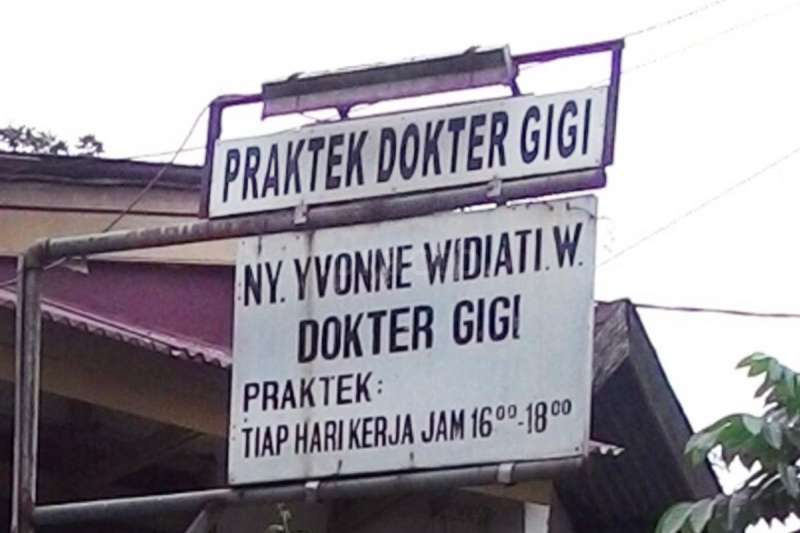 PRAKTEK DOKTER GIGI
NY. YVONNE WIDIATI. W.
DOKTER GIGI
PRAKTEK:
TIAP HARI KERJA JAM 16⁰⁰-18⁰⁰